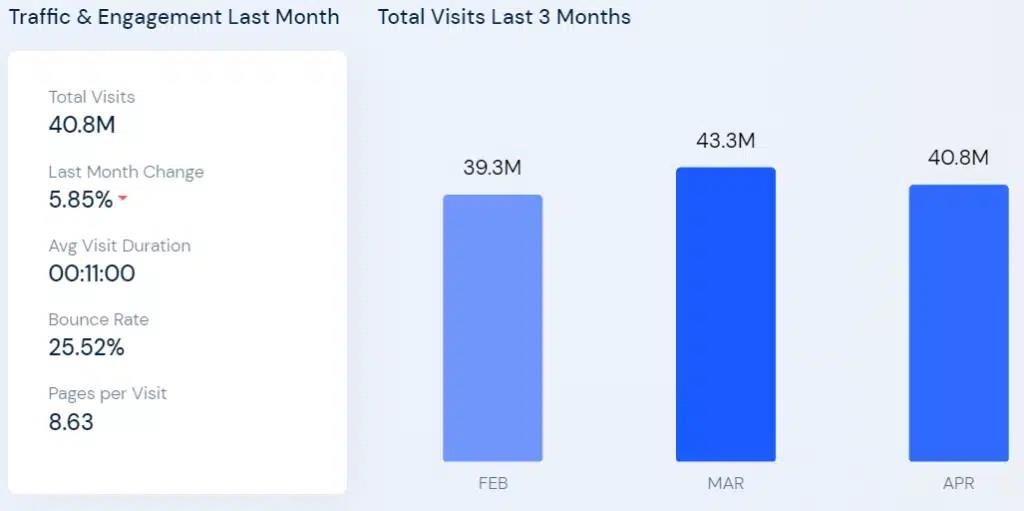 Traffic & Engagement Last Month
Total Visits
40.8M
Last Month Change
5.85%
Avg Visit Duration
00:11:00
Bounce Rate
25.52%
Pages per Visit
8.63
Total Visits Last 3 Months
39.3M
43.3M
40.8M
FEB
MAR
APR